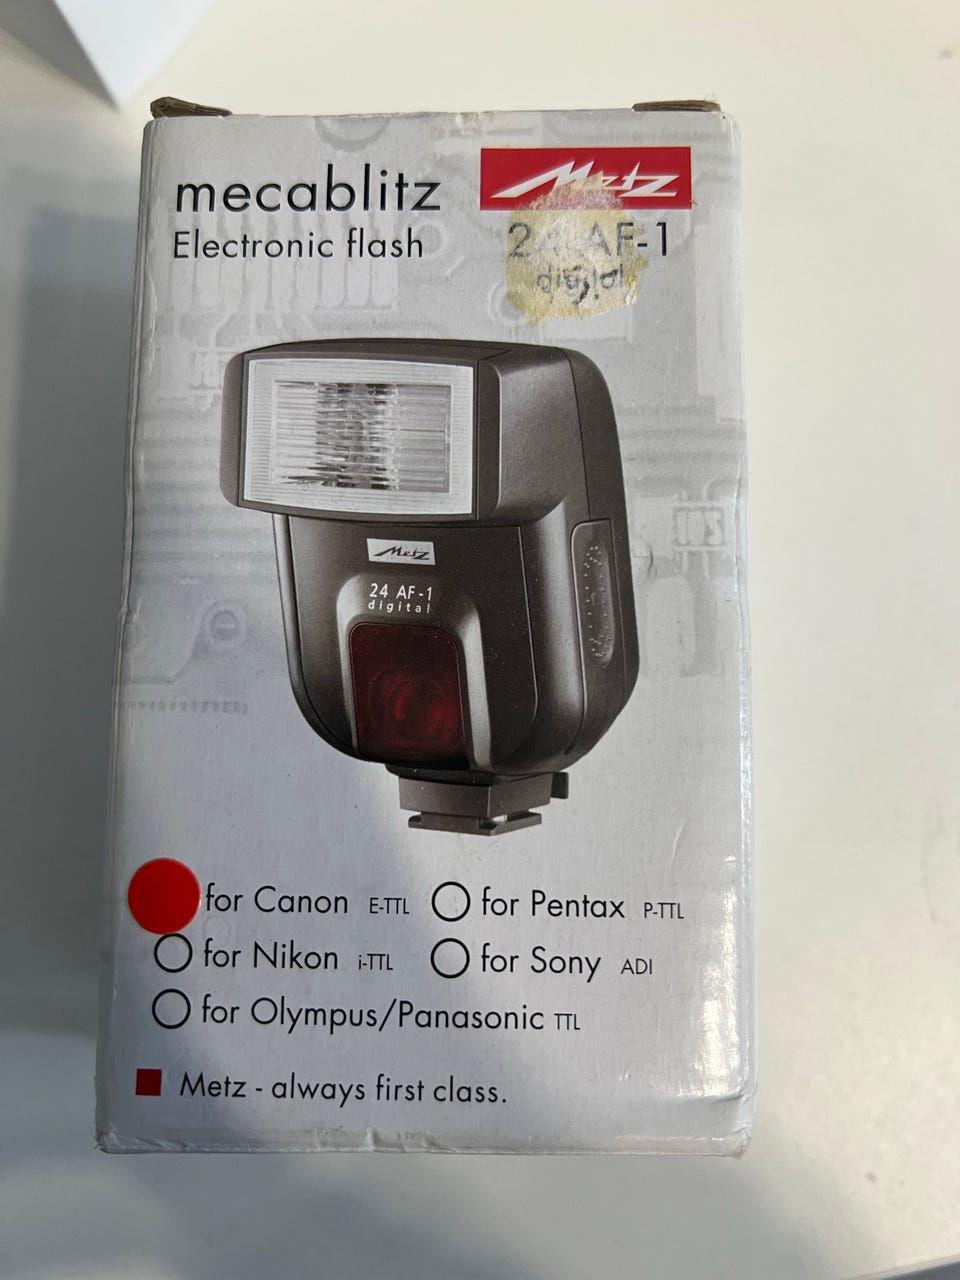 mecablitz
Metz
Electronic flash
24 AF-1
digital
Metz
24 AF-1
digital
for Canon E-TTL
for Pentax P-TTL
for Nikon i-TTL
for Sony ADI
for Olympus/Panasonic TTL
Metz - always first class.